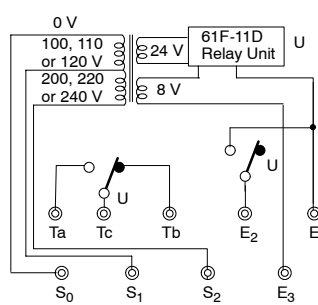 0 V
100, 110
or 120 V
200, 220
or 240 V
24 V
8 V
61F-11D
Relay Unit
U
U
U
Ta Tc Tb E2 E
S0 S1 S2 E3